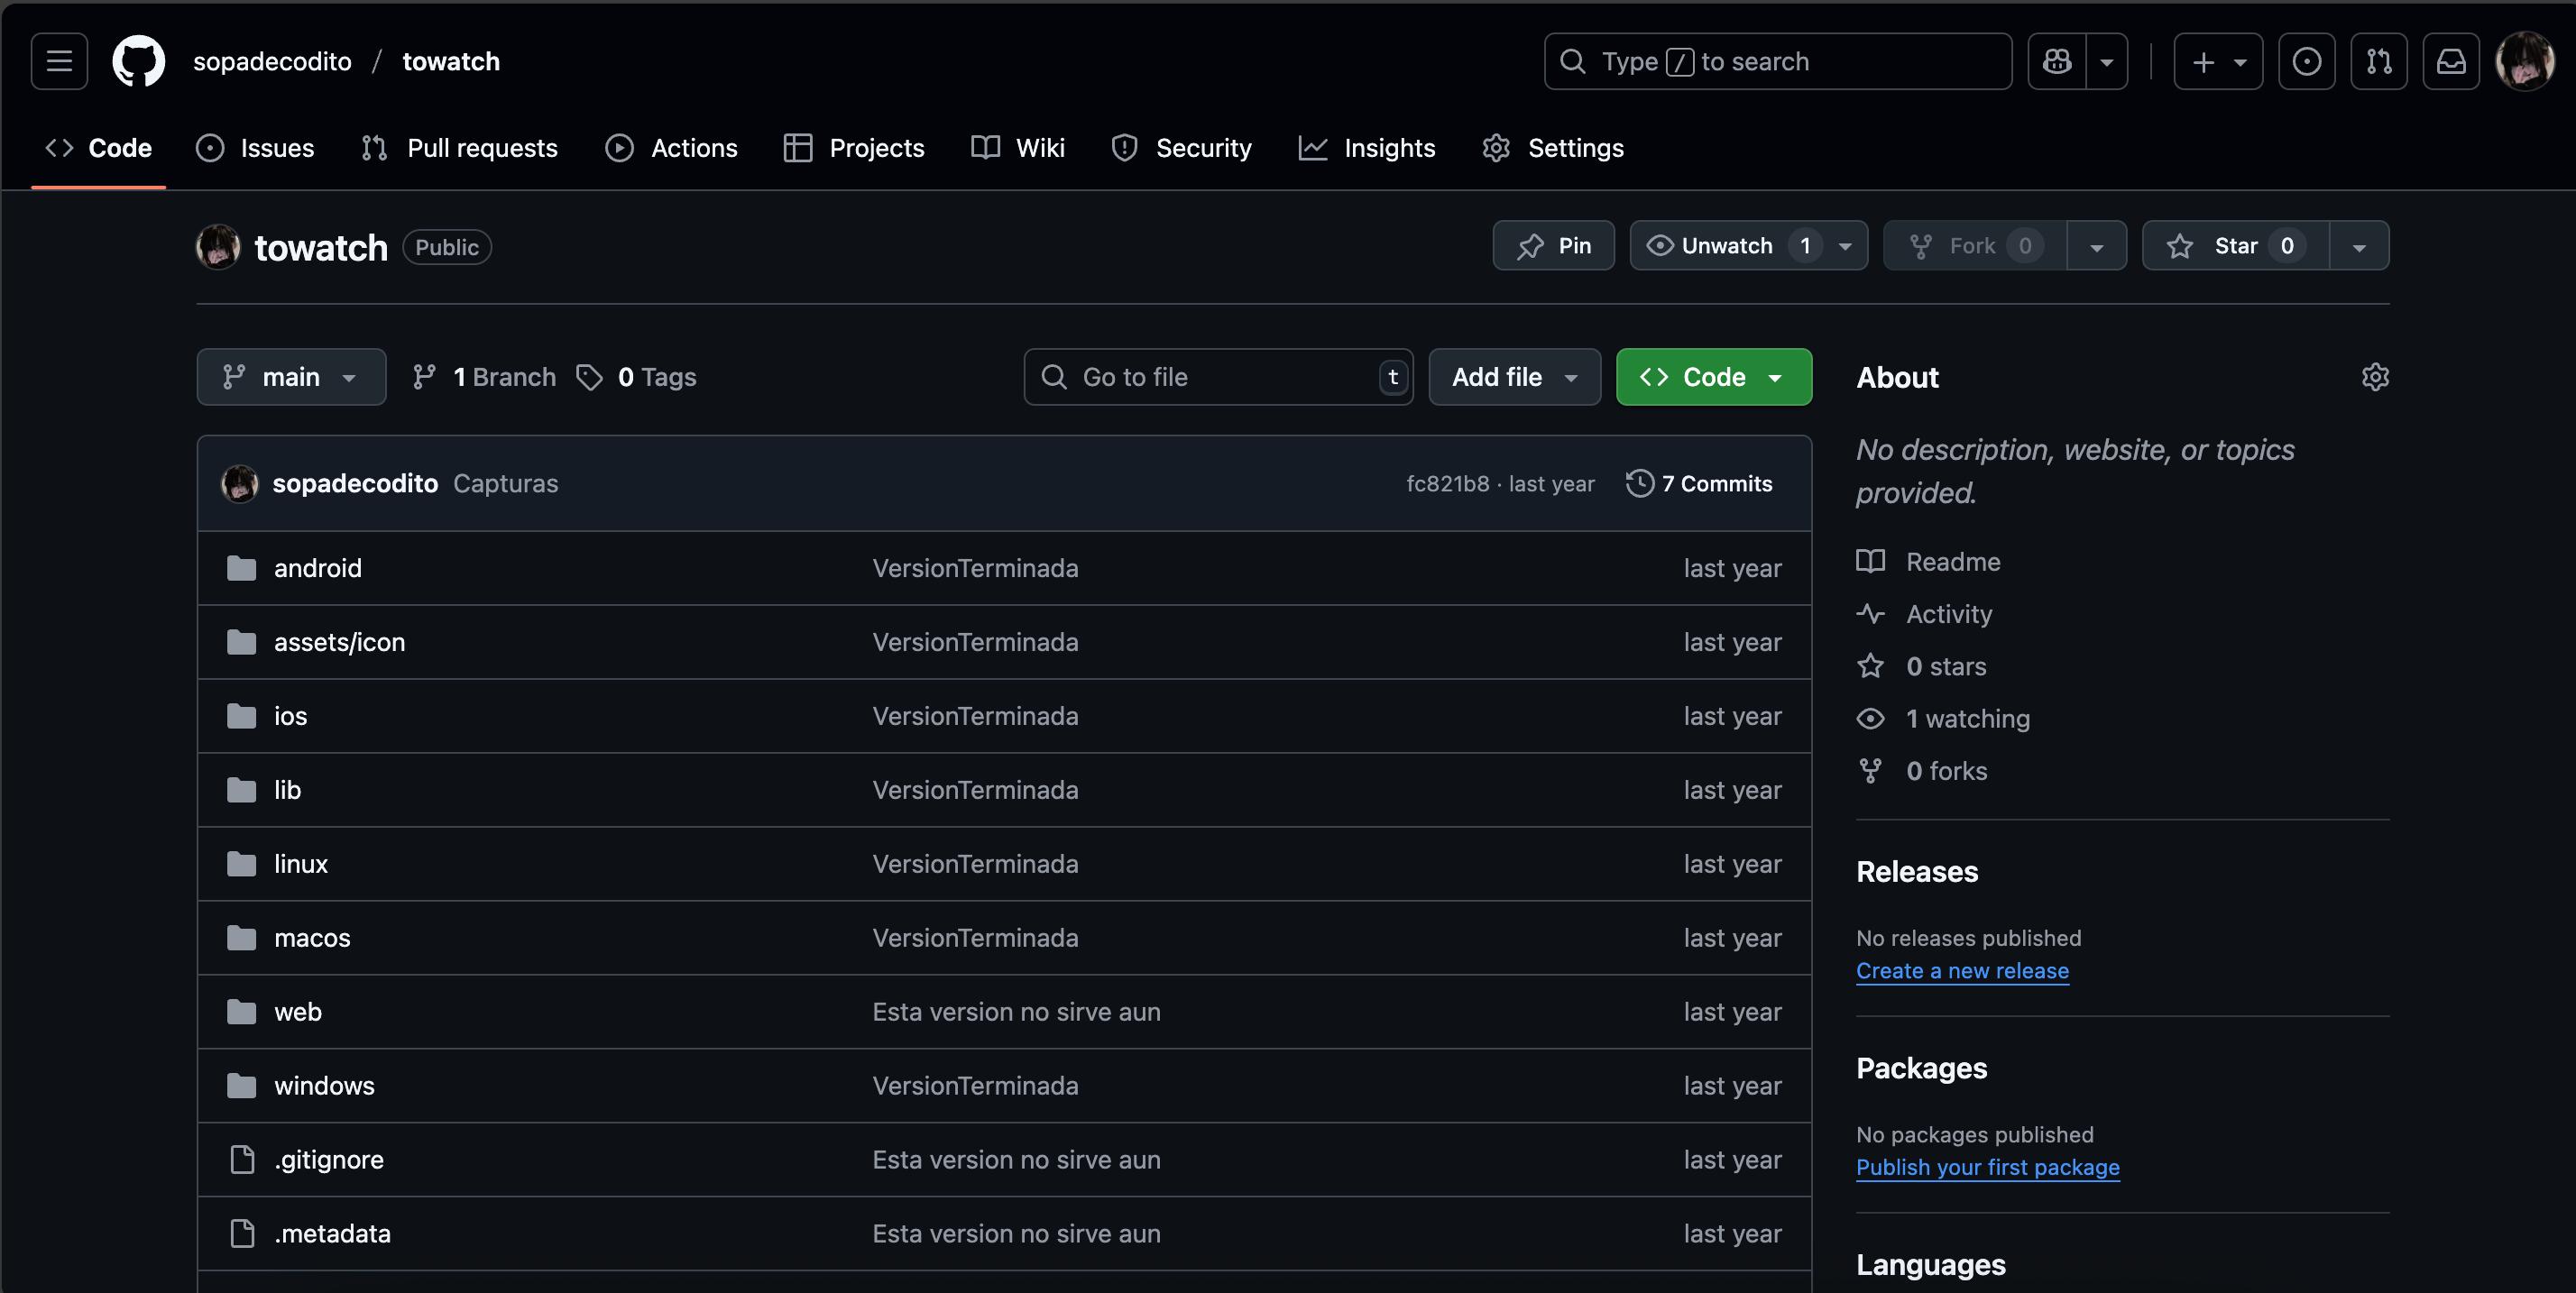 sopadecodito / towatch
Type / to search
Code
Issues
Pull requests
Actions
Projects
Wiki
Security
Insights
Settings
towatch Public
Pin
Unwatch 1
Fork 0
Star 0
main
1 Branch
0 Tags
Go to file t
Add file
Code
sopadecodito Capturas fc821b8 · last year 7 Commits
android VersionTerminada last year
assets/icon VersionTerminada last year
ios VersionTerminada last year
lib VersionTerminada last year
linux VersionTerminada last year
macos VersionTerminada last year
web Esta version no sirve aun last year
windows VersionTerminada last year
.gitignore Esta version no sirve aun last year
.metadata Esta version no sirve aun last year
About
No description, website, or topics
provided.
Readme
Activity
0 stars
1 watching
0 forks
Releases
No releases published
Create a new release
Packages
No packages published
Publish your first package
Languages